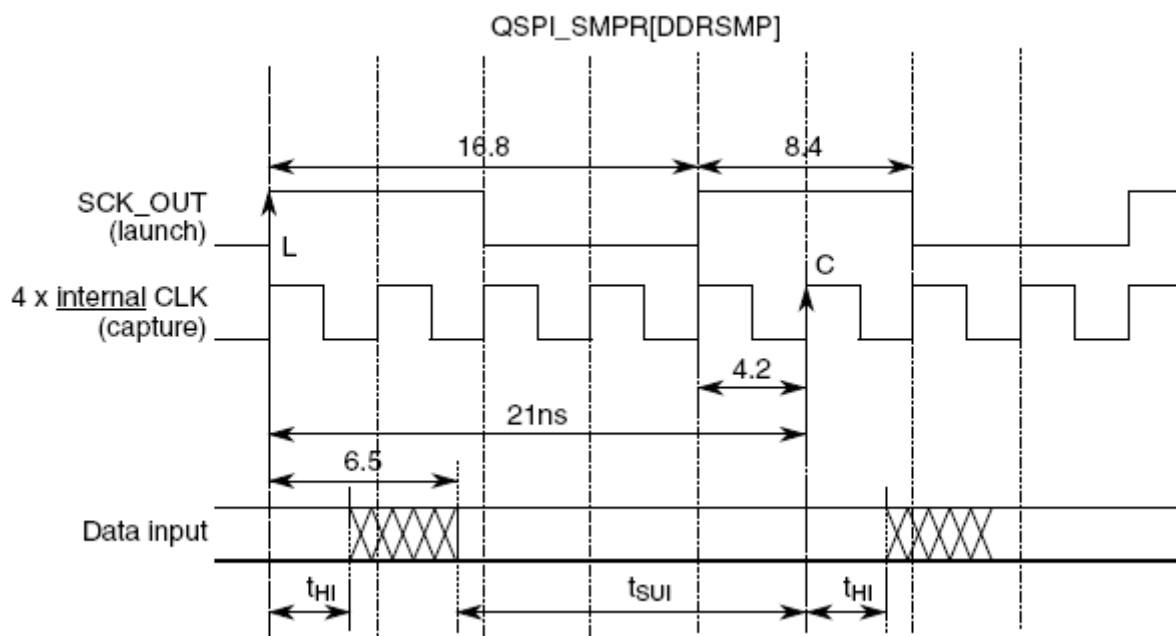 QSPI_SMPR[DDRSMP]
16.8
8.4
SCK_OUT
(launch)
L
C
4 x internal CLK
(capture)
4.2
21ns
6.5
Data input
tHI
tSUI
tHI